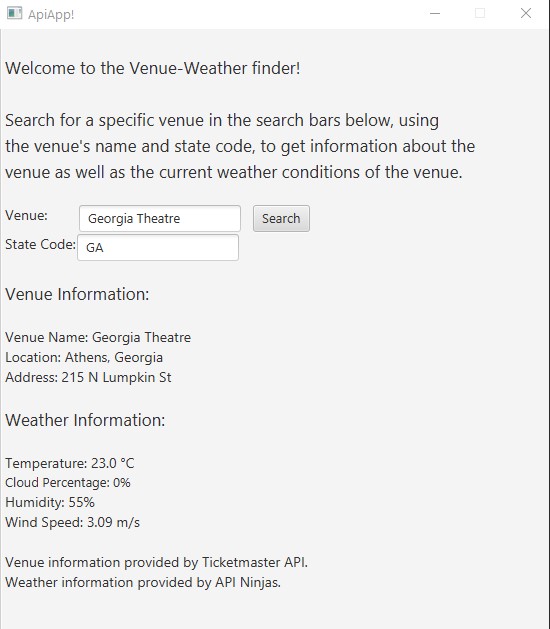 ApiApp!
Welcome to the Venue-Weather finder!
Search for a specific venue in the search bars below, using
the venue's name and state code, to get information about the
venue as well as the current weather conditions of the venue.
Venue: Georgia Theatre Search
State Code: GA
Venue Information:
Venue Name: Georgia Theatre
Location: Athens, Georgia
Address: 215 N Lumpkin St
Weather Information:
Temperature: 23.0 °C
Cloud Percentage: 0%
Humidity: 55%
Wind Speed: 3.09 m/s
Venue information provided by Ticketmaster API.
Weather information provided by API Ninjas.